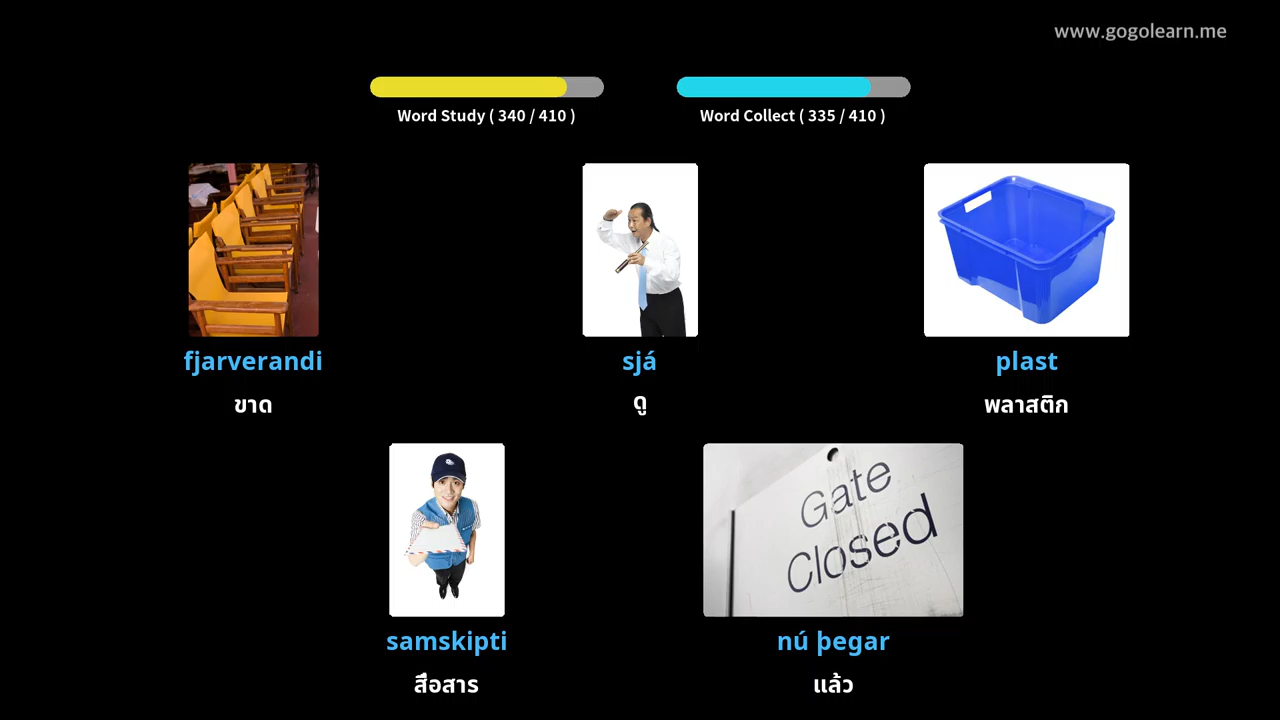 www.gogolearn.me
Word Study ( 340 / 410 )
Word Collect ( 335 / 410 )
fjarverandi
ขาด
sjá
ดู
plast
พลาสติก
samskipti
สื่อสาร
Gate
Closed
nú þegar
แล้ว